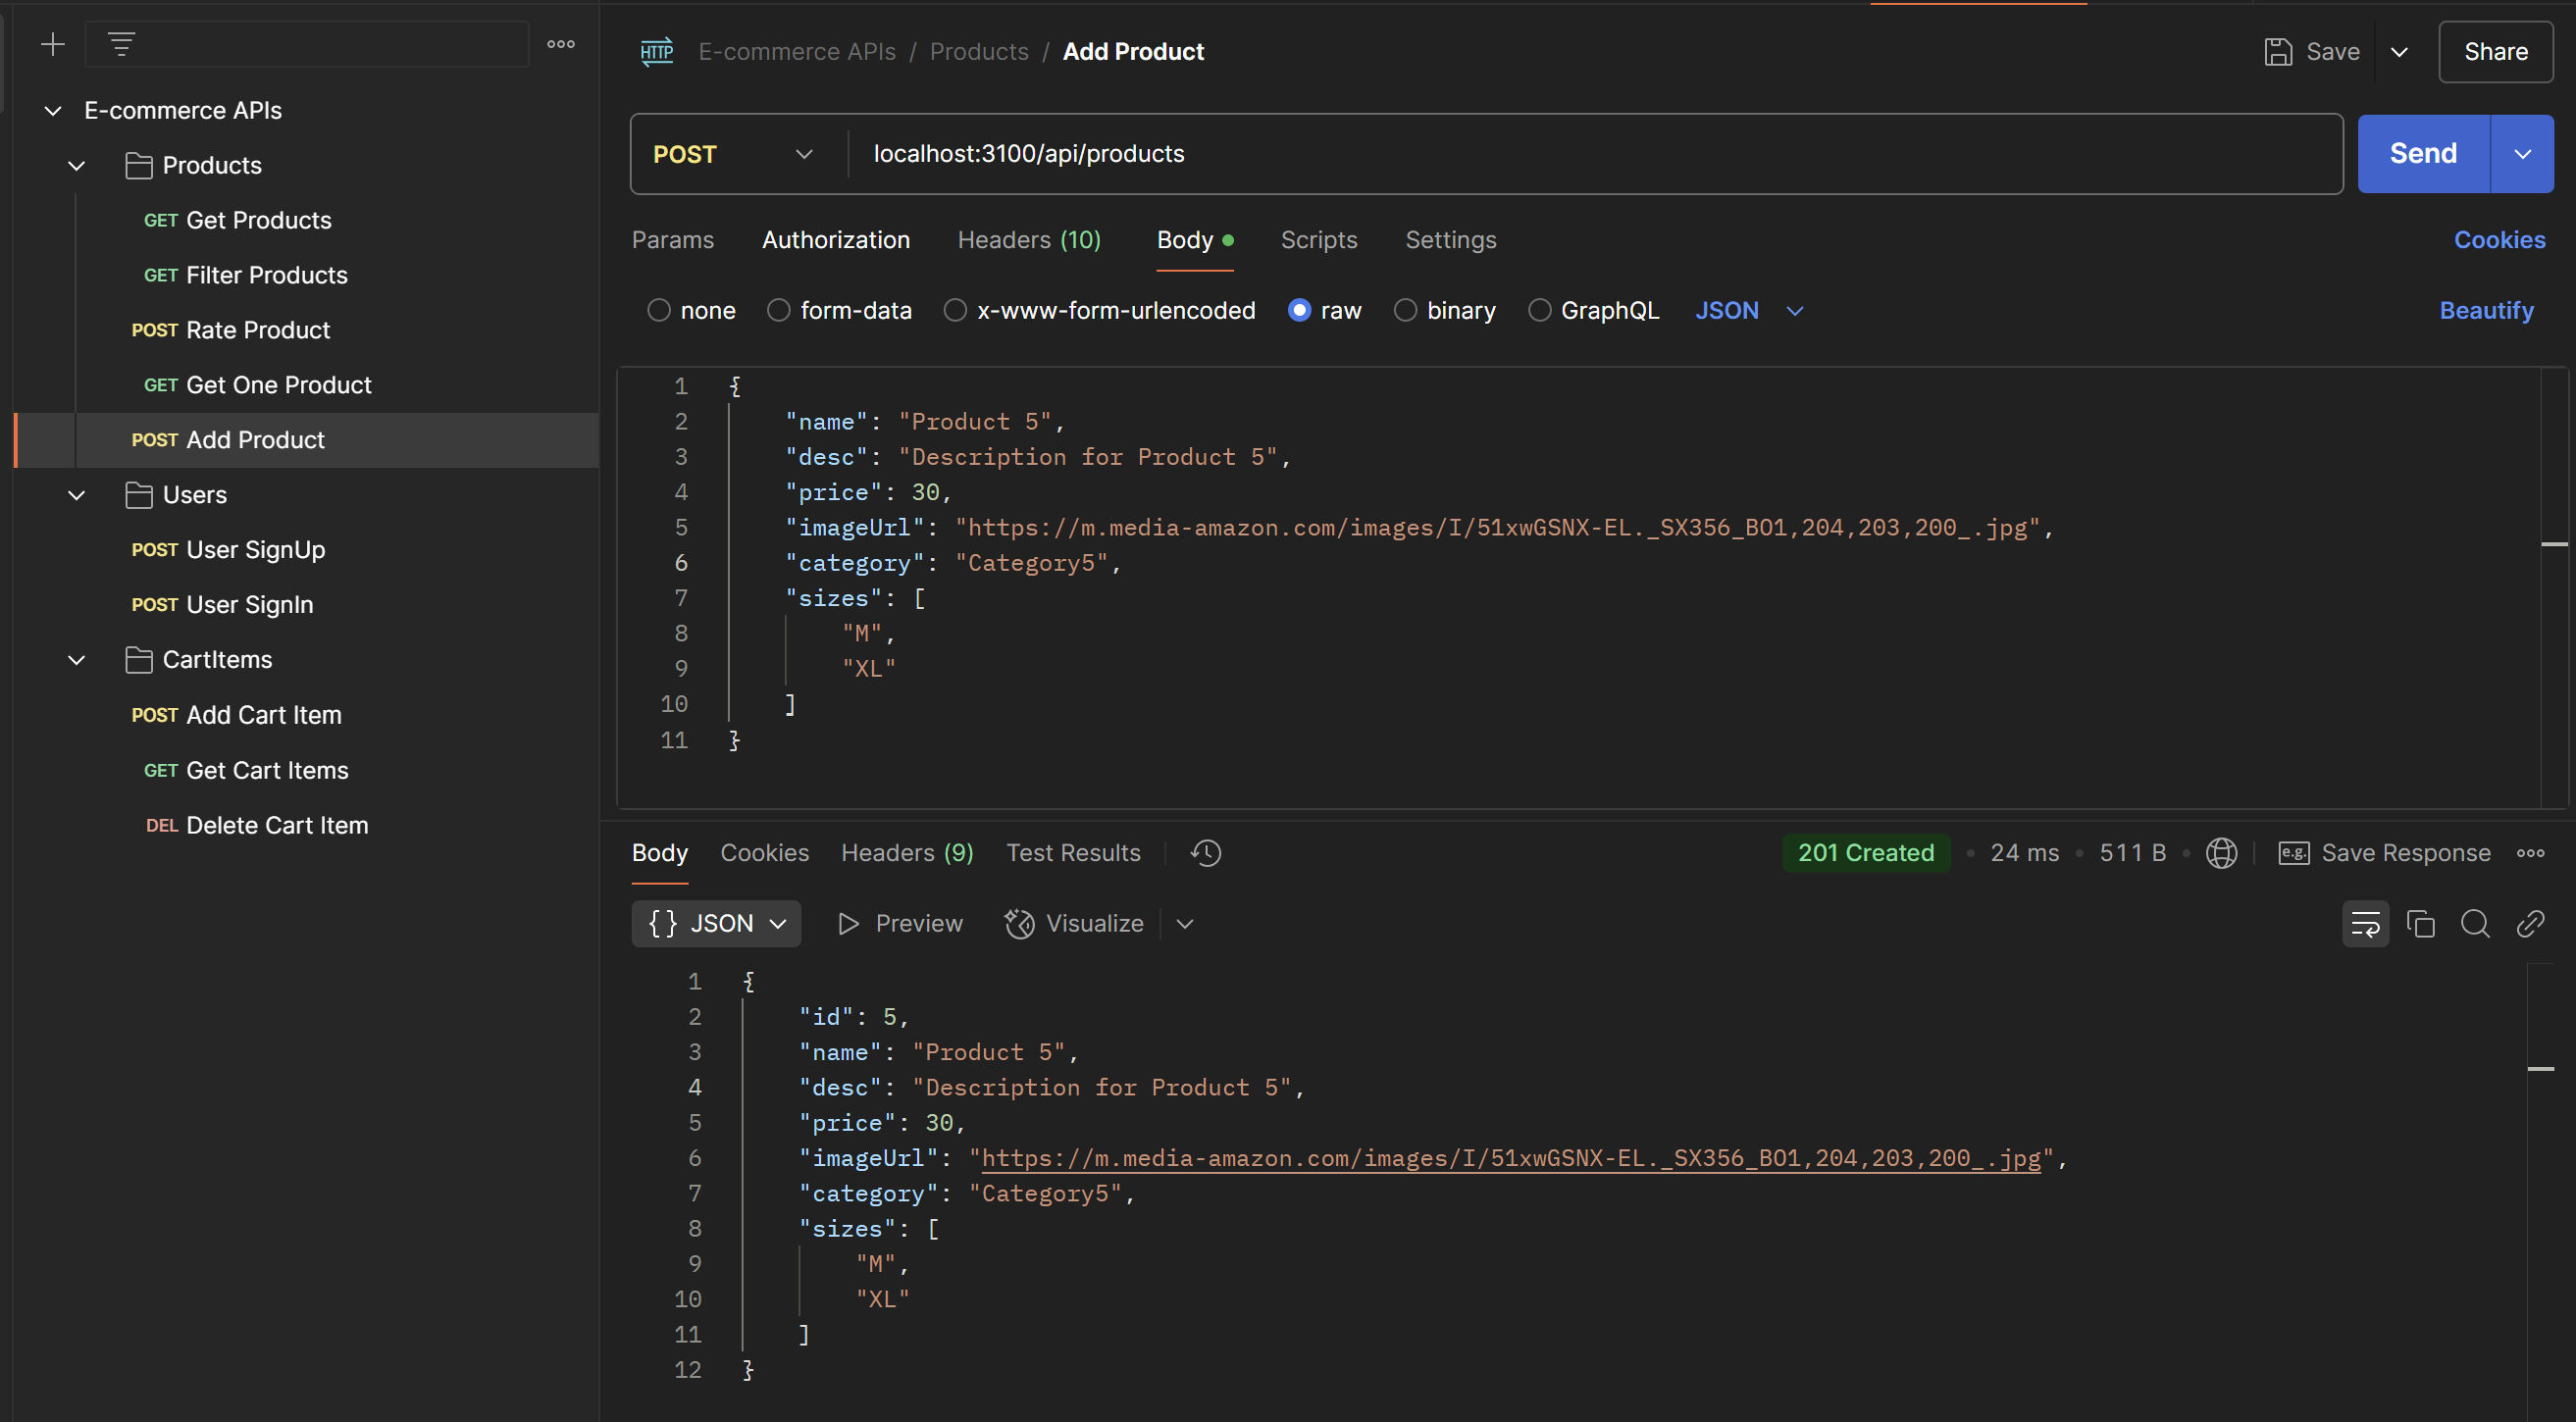 E-commerce APIs
Products
GET Get Products
GET Filter Products
POST Rate Product
GET Get One Product
POST Add Product
Users
POST User SignUp
POST User SignIn
CartItems
POST Add Cart Item
GET Get Cart Items
DEL Delete Cart Item
HTTP E-commerce APIs / Products / Add Product
Save
Share
POST localhost:3100/api/products
Send
Params Authorization Headers (10) Body Scripts Settings
Cookies
none form-data x-www-form-urlencoded raw binary GraphQL JSON
Beautify
1 {
2 "name": "Product 5",
3 "desc": "Description for Product 5",
4 "price": 30,
5 "imageUrl": "https://m.media-amazon.com/images/I/51xwGSNX-EL._SX356_BO1,204,203,200_.jpg",
6 "category": "Category5",
7 "sizes": [
8 "M",
9 "XL"
10 ]
11 }
Body Cookies Headers (9) Test Results
201 Created • 24 ms • 511 B • e.g. Save Response
{ } JSON Preview Visualize
1 {
2 "id": 5,
3 "name": "Product 5",
4 "desc": "Description for Product 5",
5 "price": 30,
6 "imageUrl": "https://m.media-amazon.com/images/I/51xwGSNX-EL._SX356_BO1,204,203,200_.jpg",
7 "category": "Category5",
8 "sizes": [
9 "M",
10 "XL"
11 ]
12 }